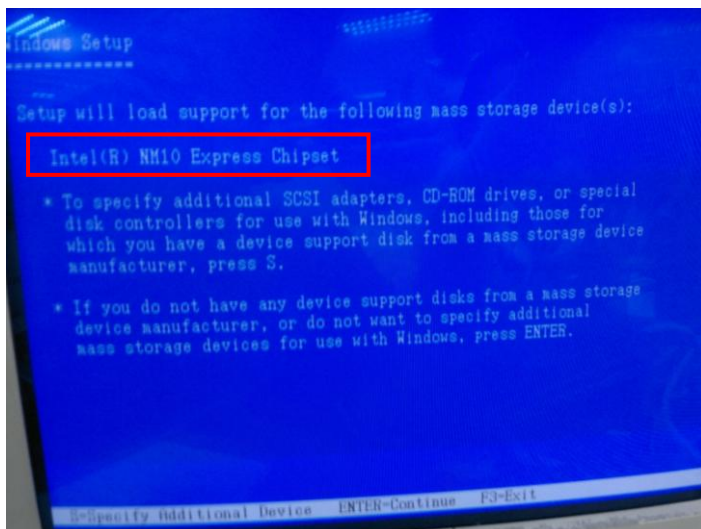 Windows Setup
=============
Setup will load support for the following mass storage device(s):
Intel(R) NM10 Express Chipset
* To specify additional SCSI adapters, CD-ROM drives, or special
disk controllers for use with Windows, including those for
which you have a device support disk from a mass storage device
manufacturer, press S.
* If you do not have any device support disks from a mass storage
device manufacturer, or do not want to specify additional
mass storage devices for use with Windows, press ENTER.
S=Specify Additional Device   ENTER=Continue   F3=Exit